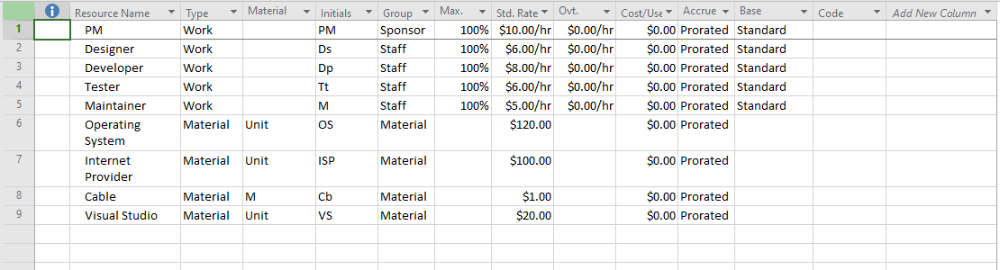 Resource Name Type Material Initials Group Max. Std. Rate Ovt. Cost/Use Accrue Base Code Add New Column
1 PM Work PM Sponsor 100% $10.00/hr $0.00/hr $0.00 Prorated Standard
2 Designer Work Ds Staff 100% $6.00/hr $0.00/hr $0.00 Prorated Standard
3 Developer Work Dp Staff 100% $8.00/hr $0.00/hr $0.00 Prorated Standard
4 Tester Work Tt Staff 100% $6.00/hr $0.00/hr $0.00 Prorated Standard
5 Maintainer Work M Staff 100% $5.00/hr $0.00/hr $0.00 Prorated Standard
6 Operating Material Unit OS Material $120.00 $0.00 Prorated
System
7 Internet Material Unit ISP Material $100.00 $0.00 Prorated
Provider
8 Cable Material M Cb Material $1.00 $0.00 Prorated
9 Visual Studio Material Unit VS Material $20.00 $0.00 Prorated